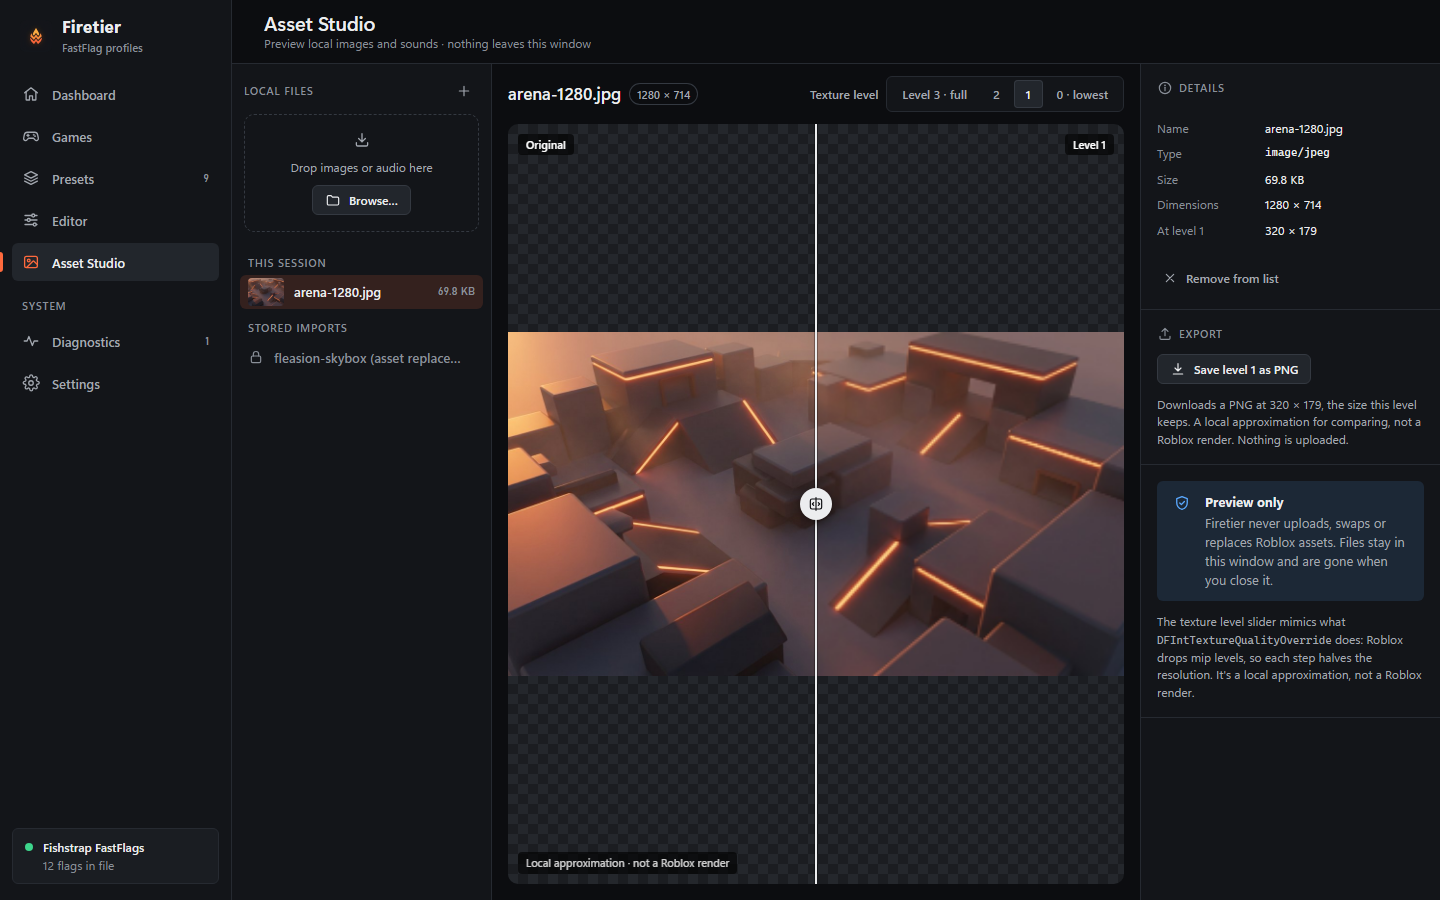 Firetier
FastFlag profiles
Dashboard
Games
Presets 9
Editor
Asset Studio
SYSTEM
Diagnostics 1
Settings
Fishstrap FastFlags
12 flags in file
Asset Studio
Preview local images and sounds · nothing leaves this window
LOCAL FILES
Drop images or audio here
Browse...
THIS SESSION
arena-1280.jpg 69.8 KB
STORED IMPORTS
fleasion-skybox (asset replace...
arena-1280.jpg 1280 × 714
Texture level Level 3 · full 2 1 0 · lowest
Original Level 1
Local approximation · not a Roblox render
DETAILS
Name arena-1280.jpg
Type image/jpeg
Size 69.8 KB
Dimensions 1280 × 714
At level 1 320 × 179
Remove from list
EXPORT
Save level 1 as PNG
Downloads a PNG at 320 × 179, the size this level
keeps. A local approximation for comparing, not a
Roblox render. Nothing is uploaded.
Preview only
Firetier never uploads, swaps or
replaces Roblox assets. Files stay in
this window and are gone when
you close it.
The texture level slider mimics what
DFIntTextureQualityOverride does: Roblox
drops mip levels, so each step halves the
resolution. It's a local approximation, not a Roblox
render.